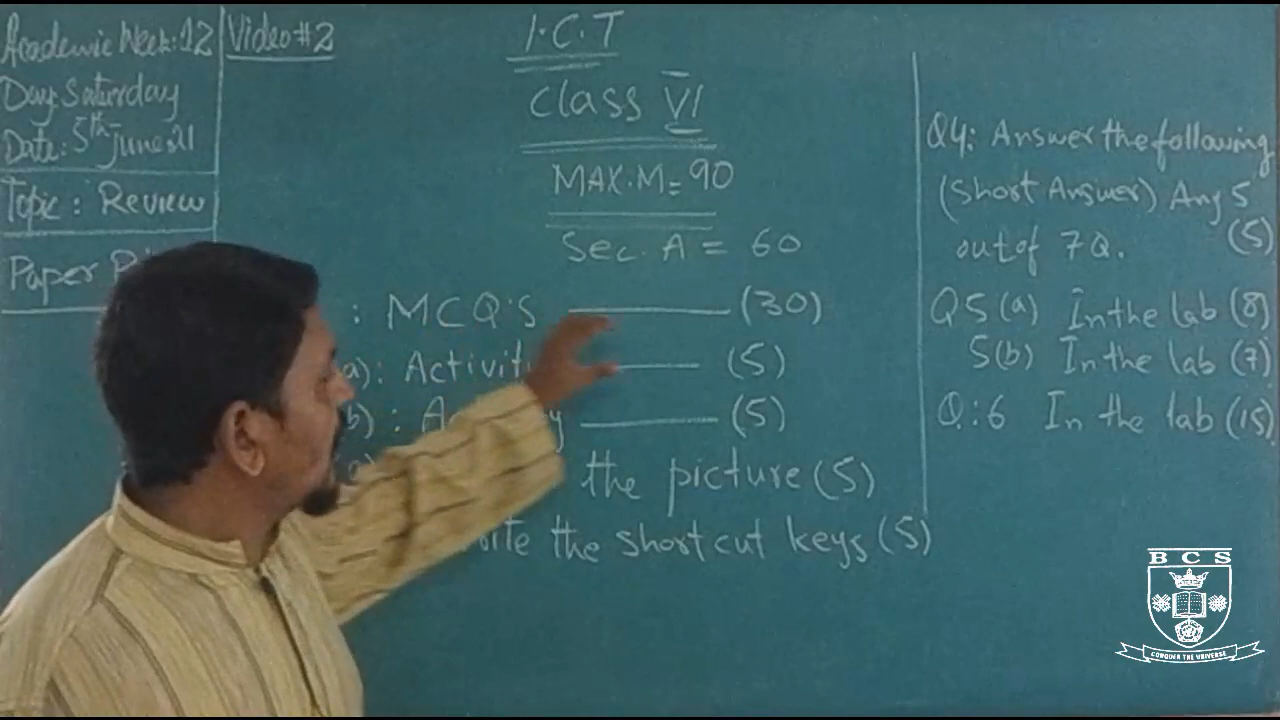 Academic Week: 12
Day: Saturday
Date: 5th June 21
Topic: Review
Paper
Video # 2
I.C.T
Class VI
MAX.M = 90
Sec. A = 60
: MCQ'S (30)
a): (5)
b) : (5)
the picture (5)
the short cut keys (5)
Q4: Answer the following
(Short Answer) Any 5
out of 7Q. (5)
Q5(a) In the lab (8)
5(b) In the lab (7)
Q:6 In the lab (15)
BCS
CONQUER THE UNIVERSE